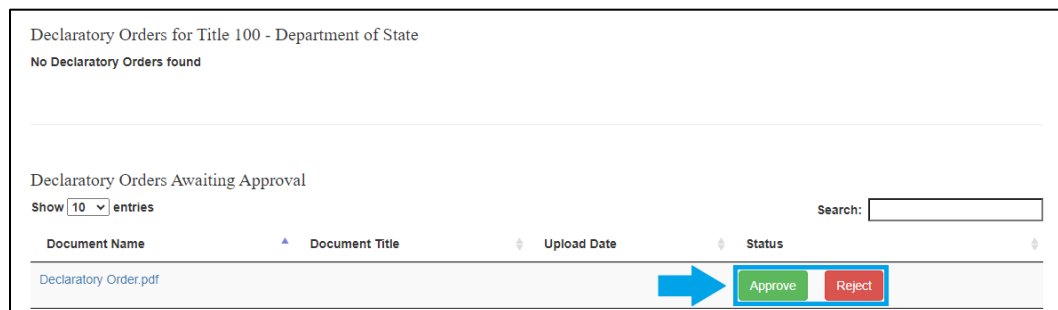 Declaratory Orders for Title 100 - Department of State
No Declaratory Orders found
Declaratory Orders Awaiting Approval
Show 10 entries
Search:
Document Name Document Title Upload Date Status
Declaratory Order.pdf Approve Reject